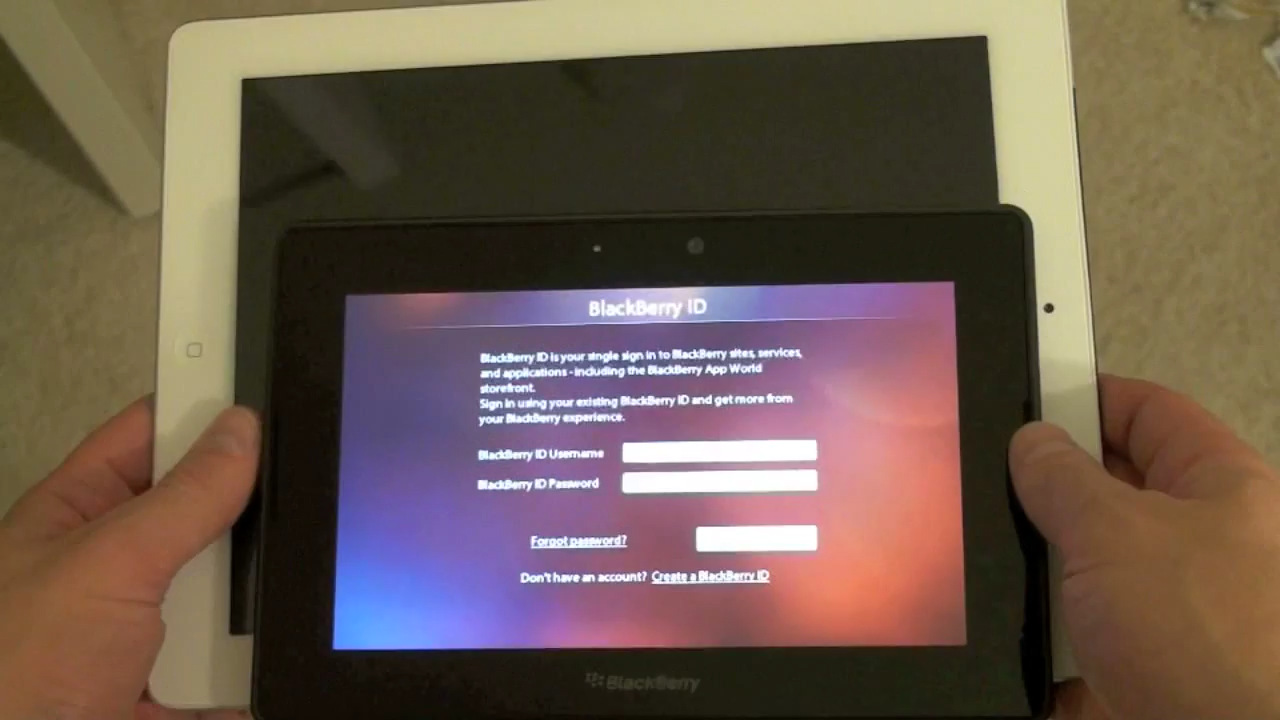 BlackBerry ID
BlackBerry ID is your single sign in to BlackBerry sites, services,
and applications - including the BlackBerry App World
storefront.
Sign in using your existing BlackBerry ID and get more from
your BlackBerry experience.
BlackBerry ID Username
BlackBerry ID Password
Forgot password?
Don't have an account? Create a BlackBerry ID
BlackBerry